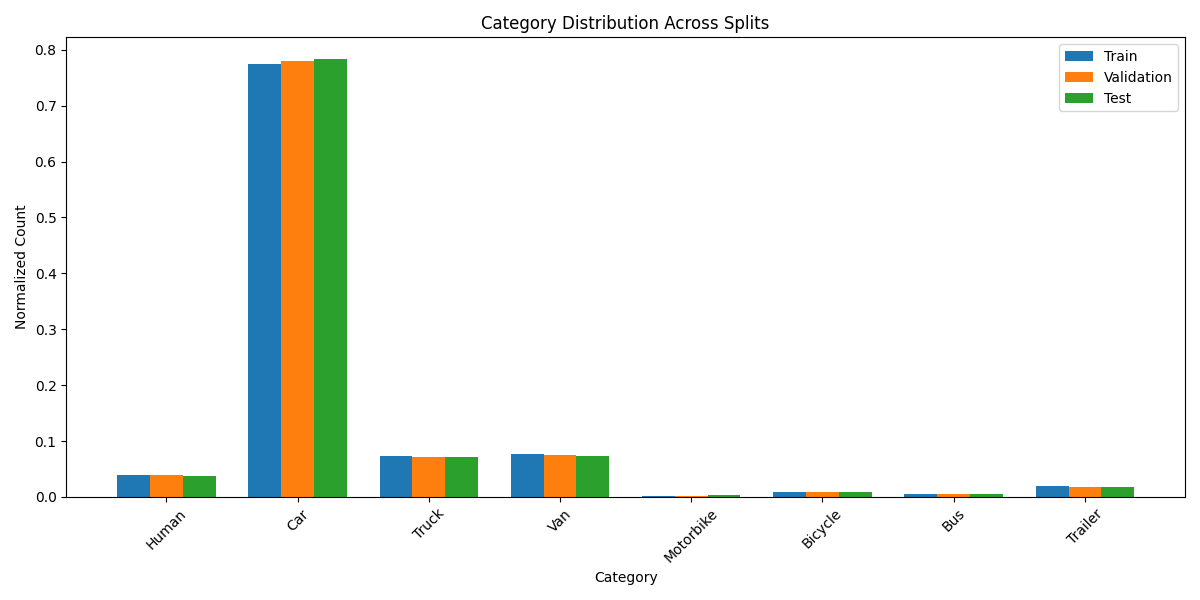 Category Distribution Across Splits
Train
Validation
Test
Normalized Count
0.8
0.7
0.6
0.5
0.4
0.3
0.2
0.1
0.0
Human
Car
Truck
Van
Motorbike
Bicycle
Bus
Trailer
Category